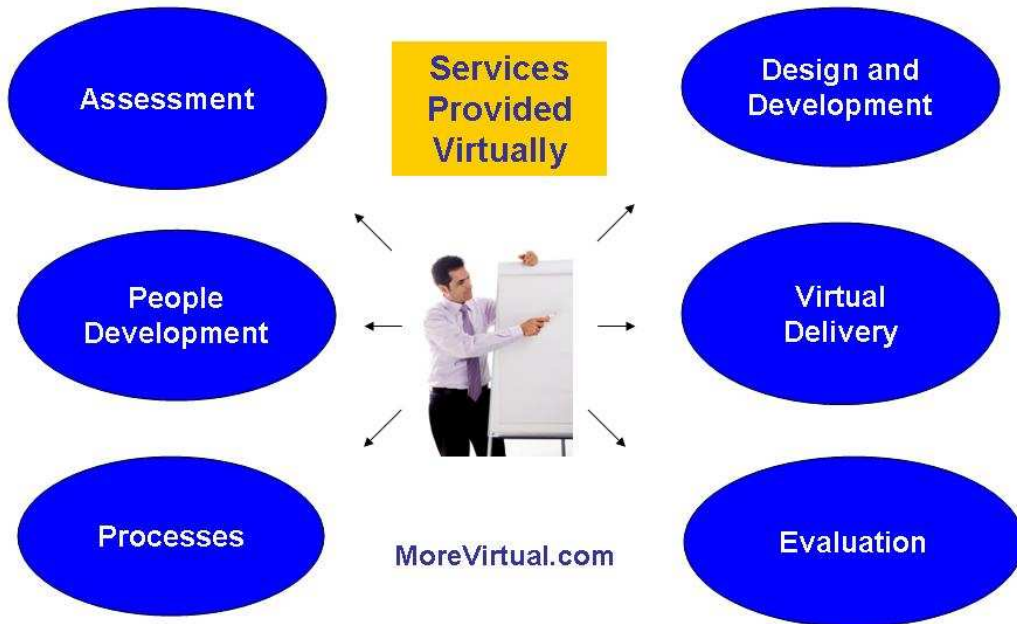 Services
Provided
Virtually
Assessment
Design and
Development
People
Development
Virtual
Delivery
Processes
MoreVirtual.com
Evaluation